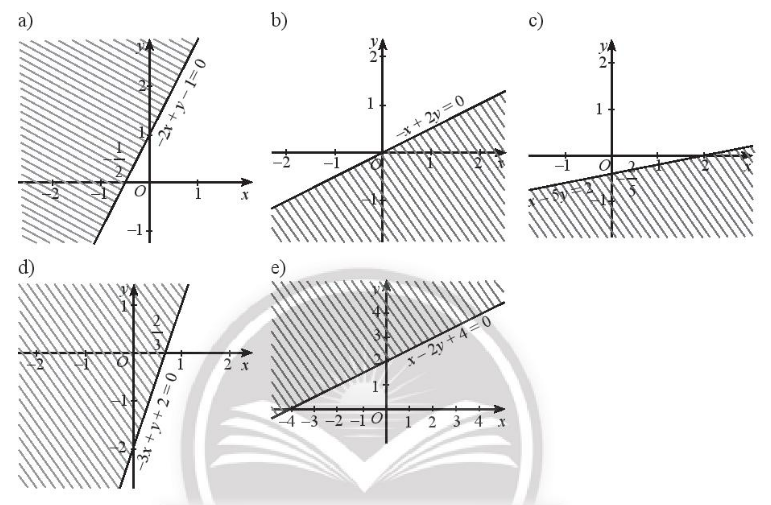 a)
y
2
1
-2x + y - 1 = 0
-1/2
-2 -1 O 1 x
-1
b)
y
2
1
-x + 2y = 0
-2 -1 O 1 2 x
-1
c)
y
2
1
-1 O 1 2 x
x - 5y = 2
-2/5
-1
d)
y
1
2/3
-2 O 1 2 x
-1
-3x + y + 2 = 0
-2
e)
y
4
3
2
x - 2y + 4 = 0
1
-4 -3 -2 -1 O 1 2 3 4 x